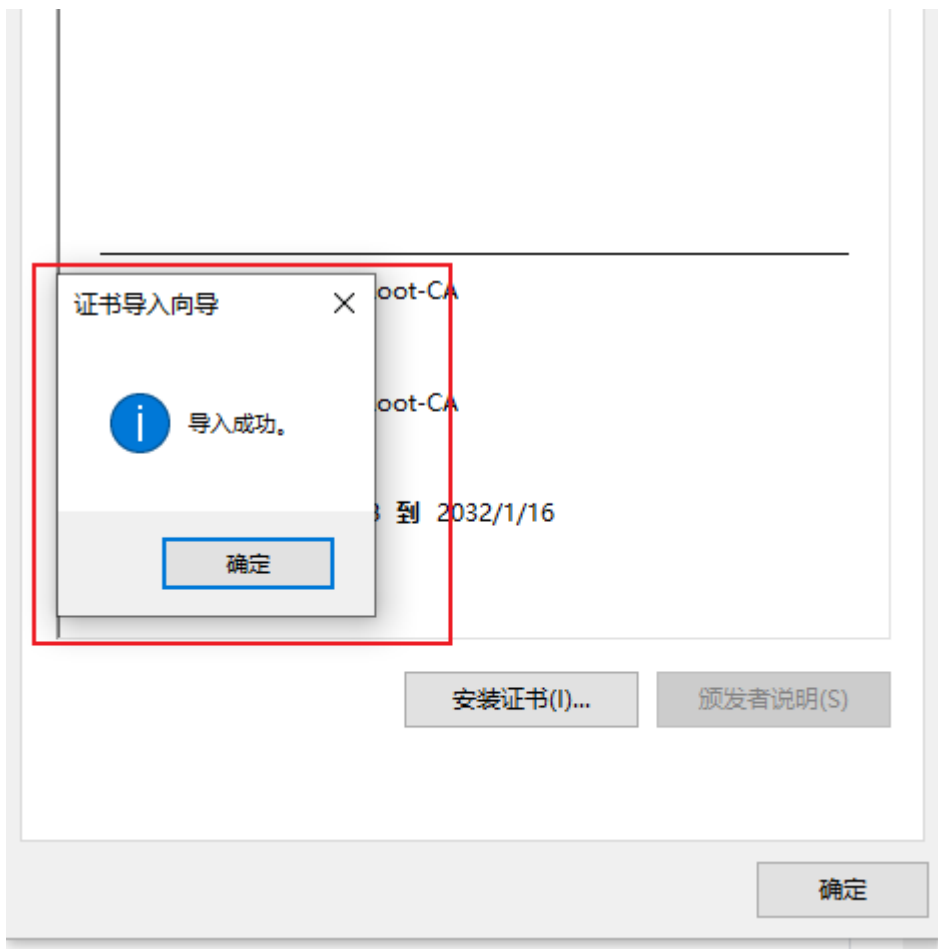 证书导入向导
oot-CA
导入成功。
oot-CA
到 2032/1/16
确定
安装证书(I)...
颁发者说明(S)
确定